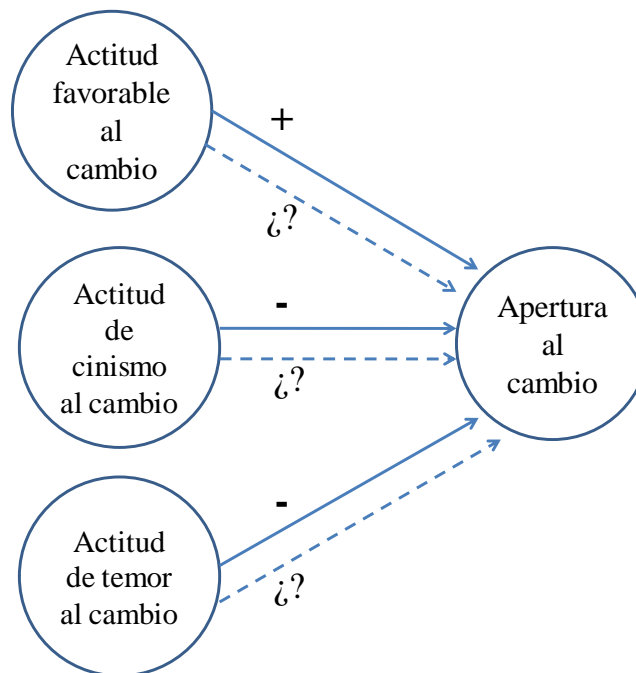 Actitud
favorable
al
cambio
+
¿?
Actitud
de
cinismo
al cambio
-
¿?
Apertura
al
cambio
Actitud
de temor
al cambio
-
¿?